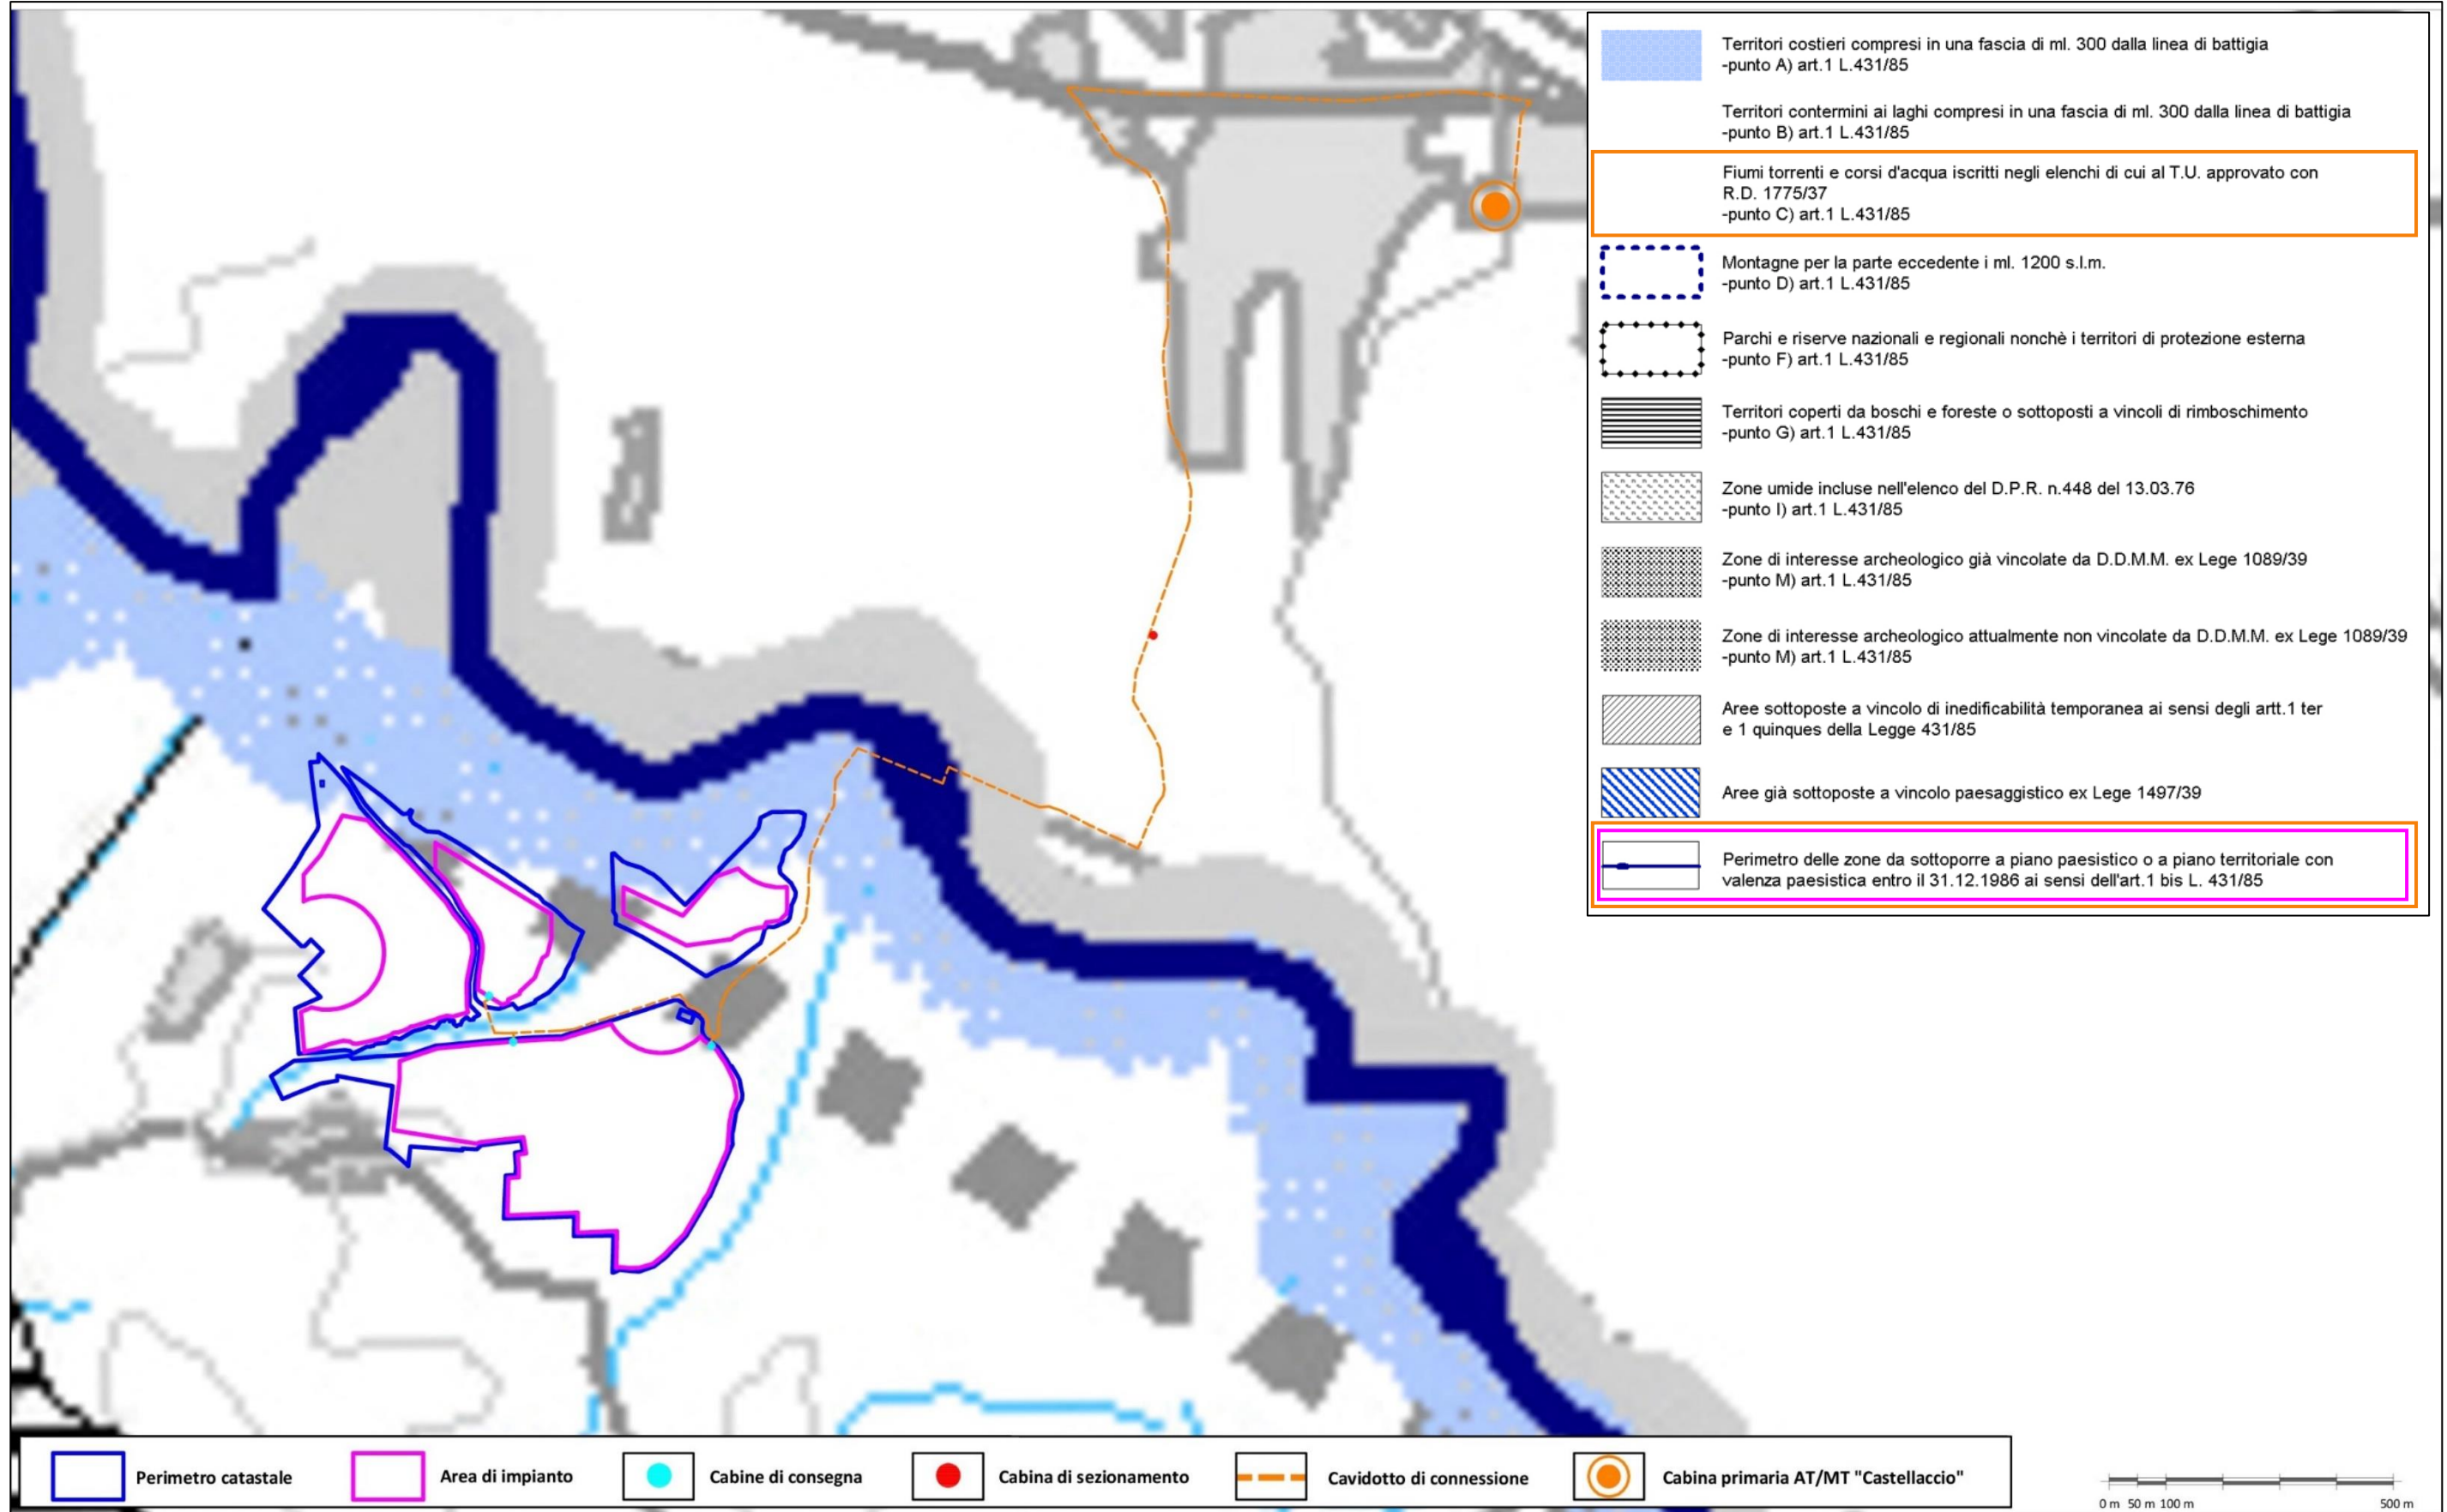 Territori costieri compresi in una fascia di ml. 300 dalla linea di battigia
-punto A) art.1 L.431/85
Territori contermini ai laghi compresi in una fascia di ml. 300 dalla linea di battigia
-punto B) art.1 L.431/85
Fiumi torrenti e corsi d'acqua iscritti negli elenchi di cui al T.U. approvato con
R.D. 1775/37
-punto C) art.1 L.431/85
Montagne per la parte eccedente i ml. 1200 s.l.m.
-punto D) art.1 L.431/85
Parchi e riserve nazionali e regionali nonchè i territori di protezione esterna
-punto F) art.1 L.431/85
Territori coperti da boschi e foreste o sottoposti a vincoli di rimboschimento
-punto G) art.1 L.431/85
Zone umide incluse nell'elenco del D.P.R. n.448 del 13.03.76
-punto I) art.1 L.431/85
Zone di interesse archeologico già vincolate da D.D.M.M. ex Lege 1089/39
-punto M) art.1 L.431/85
Zone di interesse archeologico attualmente non vincolate da D.D.M.M. ex Lege 1089/39
-punto M) art.1 L.431/85
Aree sottoposte a vincolo di inedificabilità temporanea ai sensi degli artt.1 ter
e 1 quinques della Legge 431/85
Aree già sottoposte a vincolo paesaggistico ex Lege 1497/39
Perimetro delle zone da sottoporre a piano paesistico o a piano territoriale con
valenza paesistica entro il 31.12.1986 ai sensi dell'art.1 bis L. 431/85
Perimetro catastale
Area di impianto
Cabine di consegna
Cabina di sezionamento
Cavidotto di connessione
Cabina primaria AT/MT "Castellaccio"
0 m 50 m 100 m 500 m